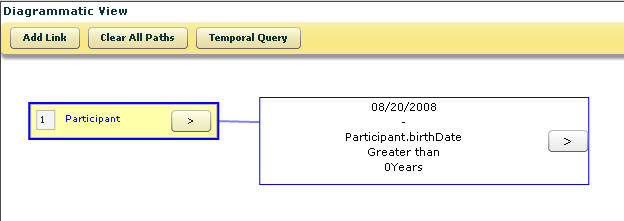 Diagrammatic View
Add Link
Clear All Paths
Temporal Query
1
Participant
>
08/20/2008
-
Participant.birthDate
Greater than
0Years
>